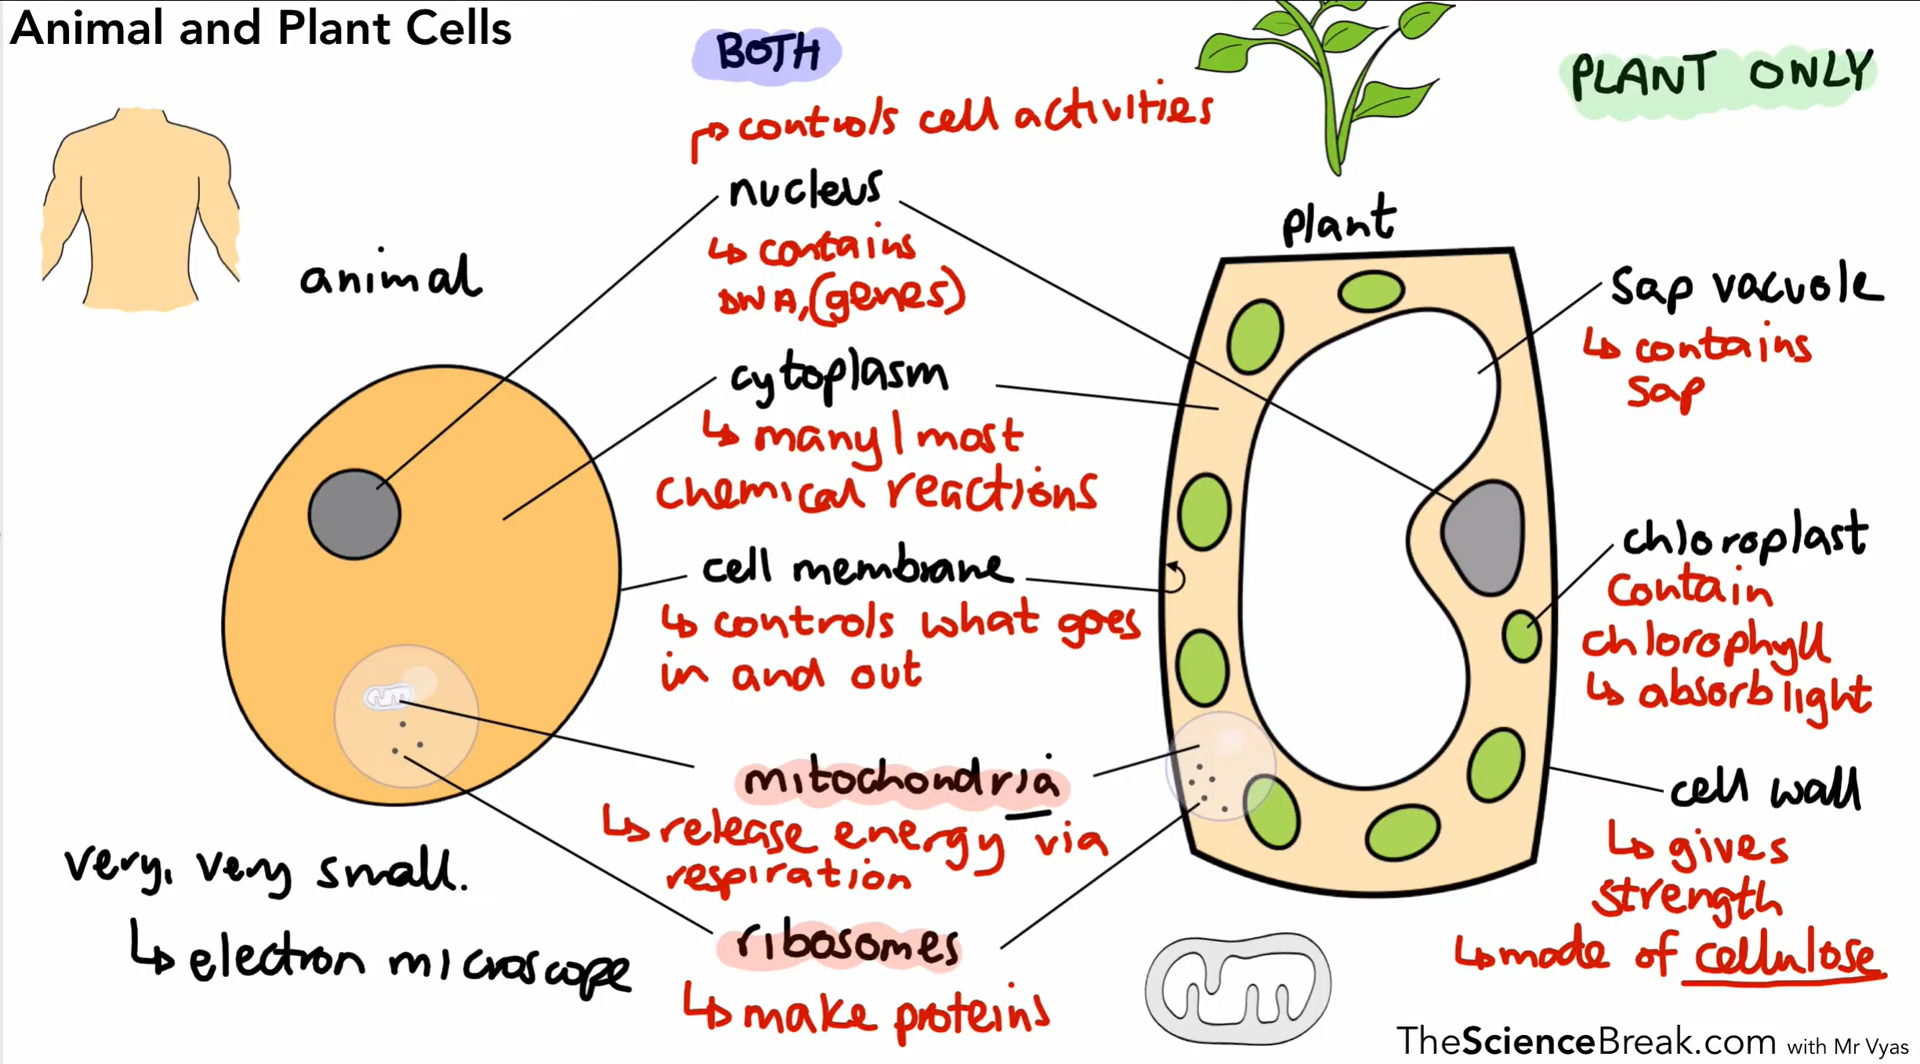 Animal and Plant Cells
BOTH
PLANT ONLY
controls cell activities
nucleus
contains
DNA,(genes)
animal
plant
cytoplasm
many/most
chemical reactions
cell membrane
controls what goes
in and out
mitochondria
release energy via
respiration
ribosomes
make proteins
very, very small.
electron microscope
sap vacuole
contains
sap
chloroplast
contain
chlorophyll
absorb light
cell wall
gives
strength
made of cellulose
TheScienceBreak.com with Mr Vyas